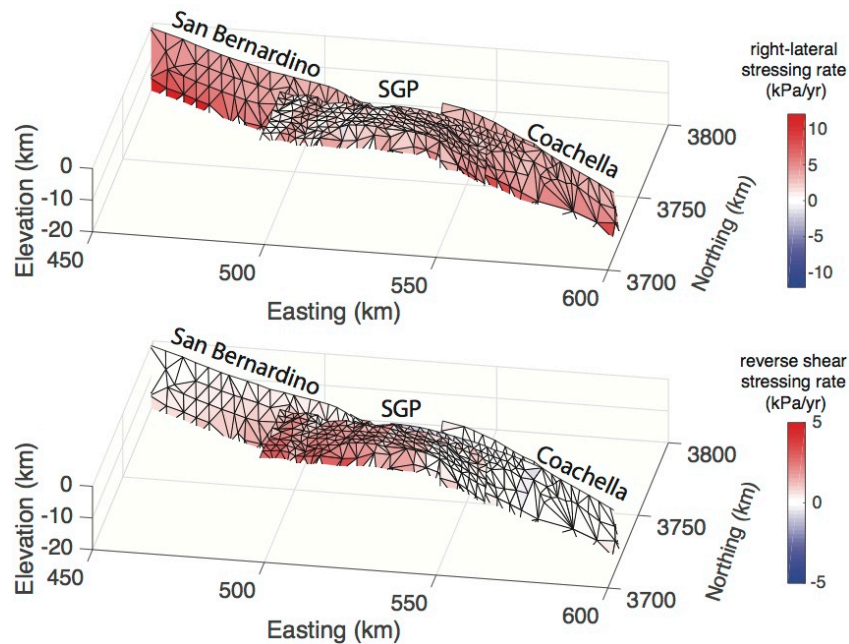 San Bernardino
SGP
Coachella
right-lateral
stressing rate
(kPa/yr)
10
5
0
-5
-10
3800
3750
3700
Northing (km)
0
-10
-20
Elevation (km)
450
500
550
600
Easting (km)
San Bernardino
SGP
Coachella
reverse shear
stressing rate
(kPa/yr)
5
0
-5
3800
3750
3700
Northing (km)
0
-10
-20
Elevation (km)
450
500
550
600
Easting (km)